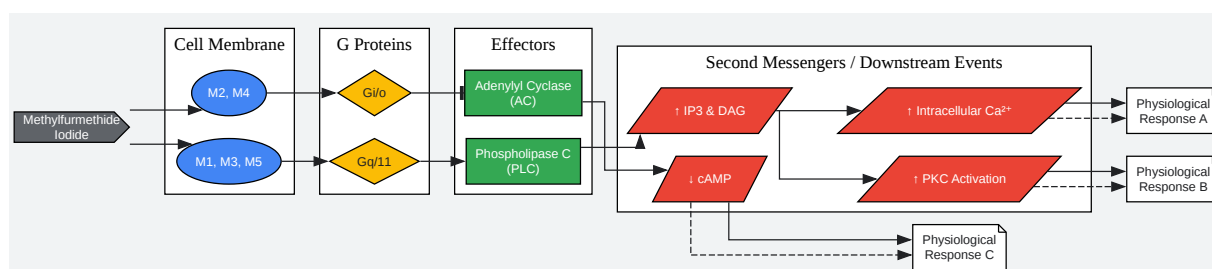 Cell Membrane
G Proteins
Effectors
Second Messengers / Downstream Events
Methylfurmethide
Iodide
M2, M4
M1, M3, M5
Gi/o
Gq/11
Adenylyl Cyclase
(AC)
Phospholipase C
(PLC)
↑ IP3 & DAG
↓ cAMP
↑ Intracellular Ca²⁺
↑ PKC Activation
Physiological
Response A
Physiological
Response B
Physiological
Response C